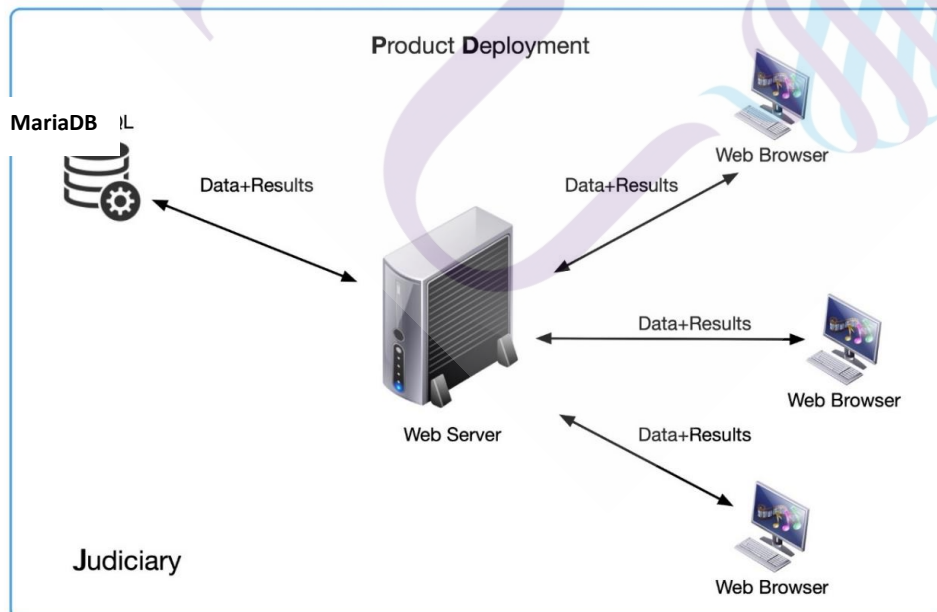 Product Deployment
MariaDB QL
Web Browser
Data+Results
Data+Results
Data+Results
Web Browser
Web Server
Data+Results
Judiciary
Web Browser